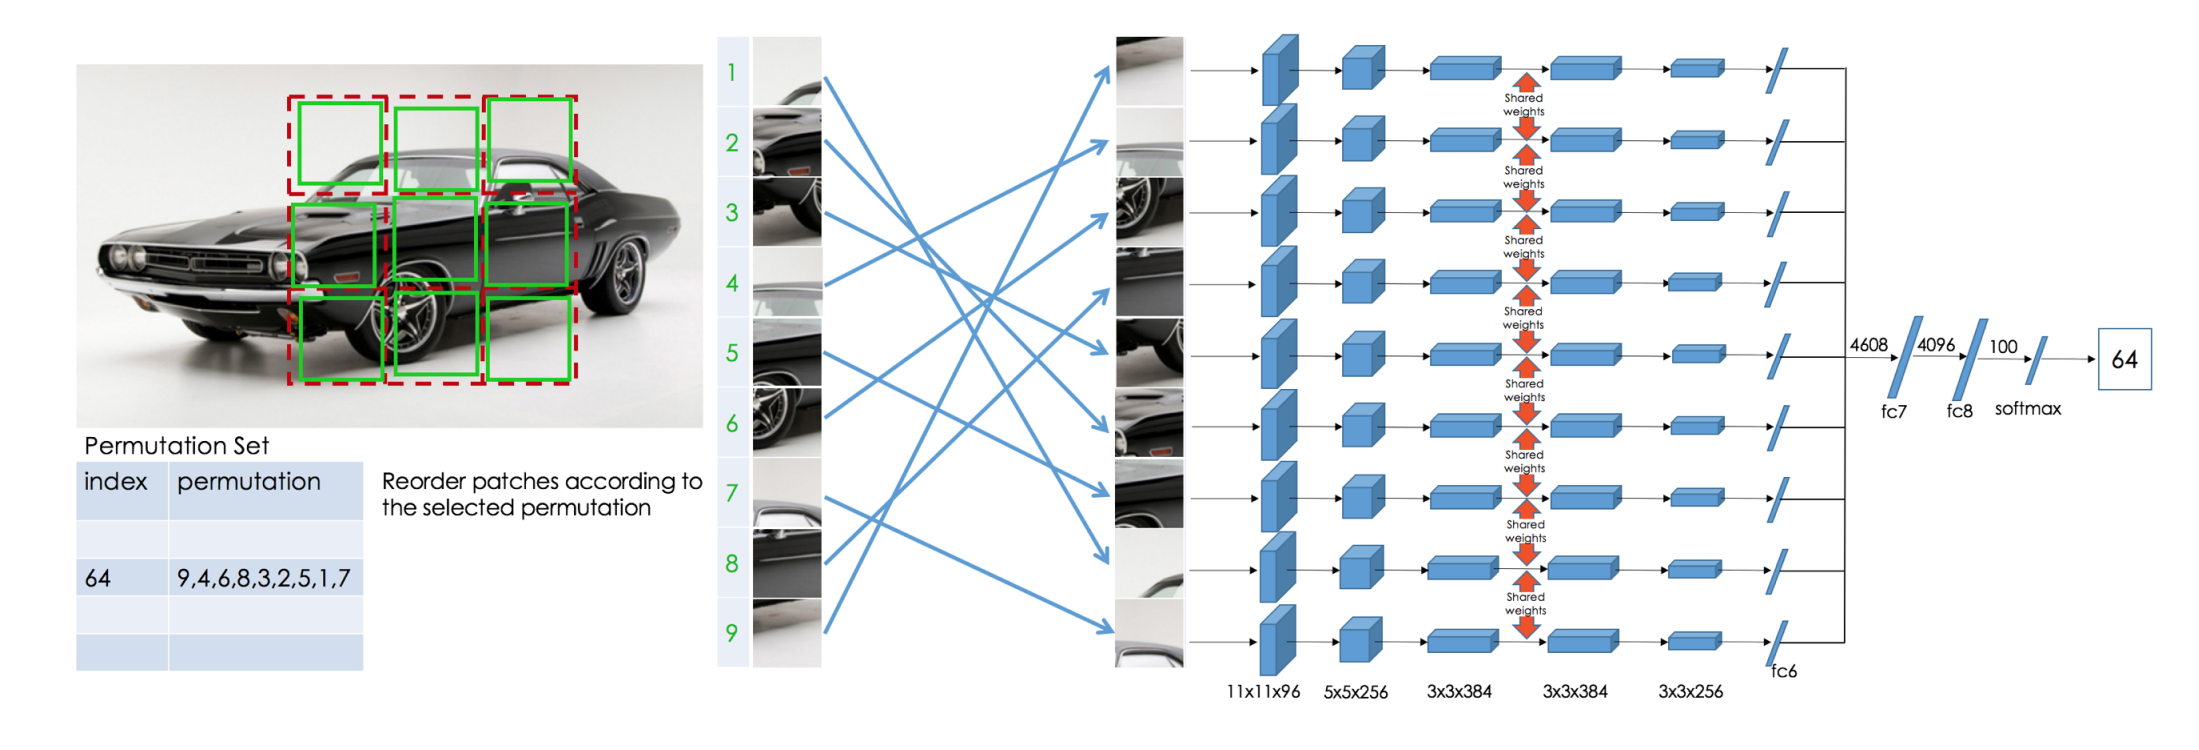 Permutation Set
index permutation
64 9,4,6,8,3,2,5,1,7
Reorder patches according to
the selected permutation
1
2
3
4
5
6
7
8
9
Shared
weights
Shared
weights
Shared
weights
Shared
weights
Shared
weights
Shared
weights
Shared
weights
Shared
weights
11x11x96 5x5x256 3x3x384 3x3x384 3x3x256
fc6
4608 4096 100
fc7 fc8 softmax
64